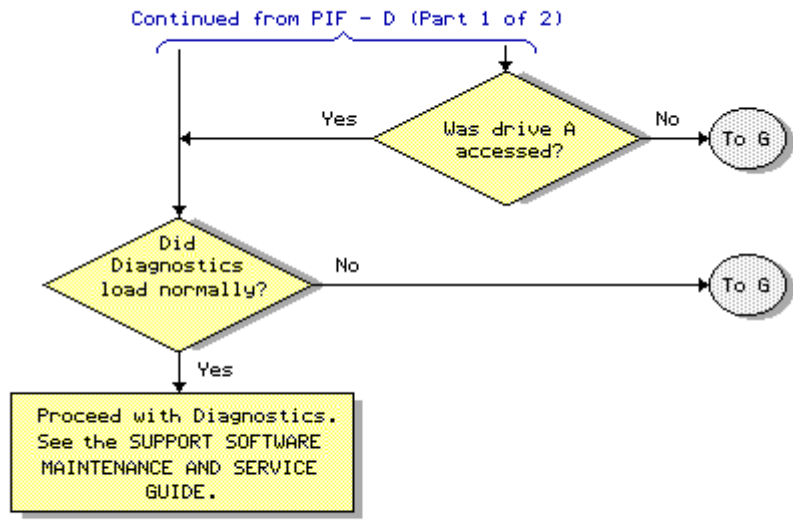 Continued from PIF - D (Part 1 of 2)
Was drive A
accessed?
Yes
No
To G
Did
Diagnostics
load normally?
No
To G
Yes
Proceed with Diagnostics.
See the SUPPORT SOFTWARE
MAINTENANCE AND SERVICE
GUIDE.